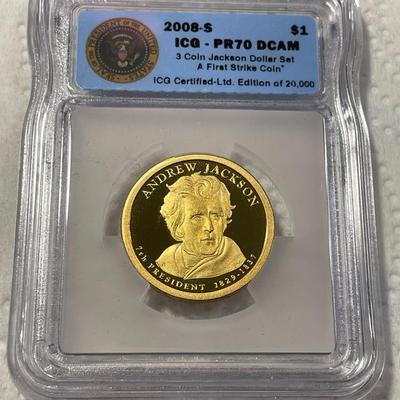 2008-S $1
ICG - PR70 DCAM
3 Coin Jackson Dollar Set
A First Strike Coin*
ICG Certified-Ltd. Edition of 20,000
ANDREW JACKSON
7th PRESIDENT 1829-1837